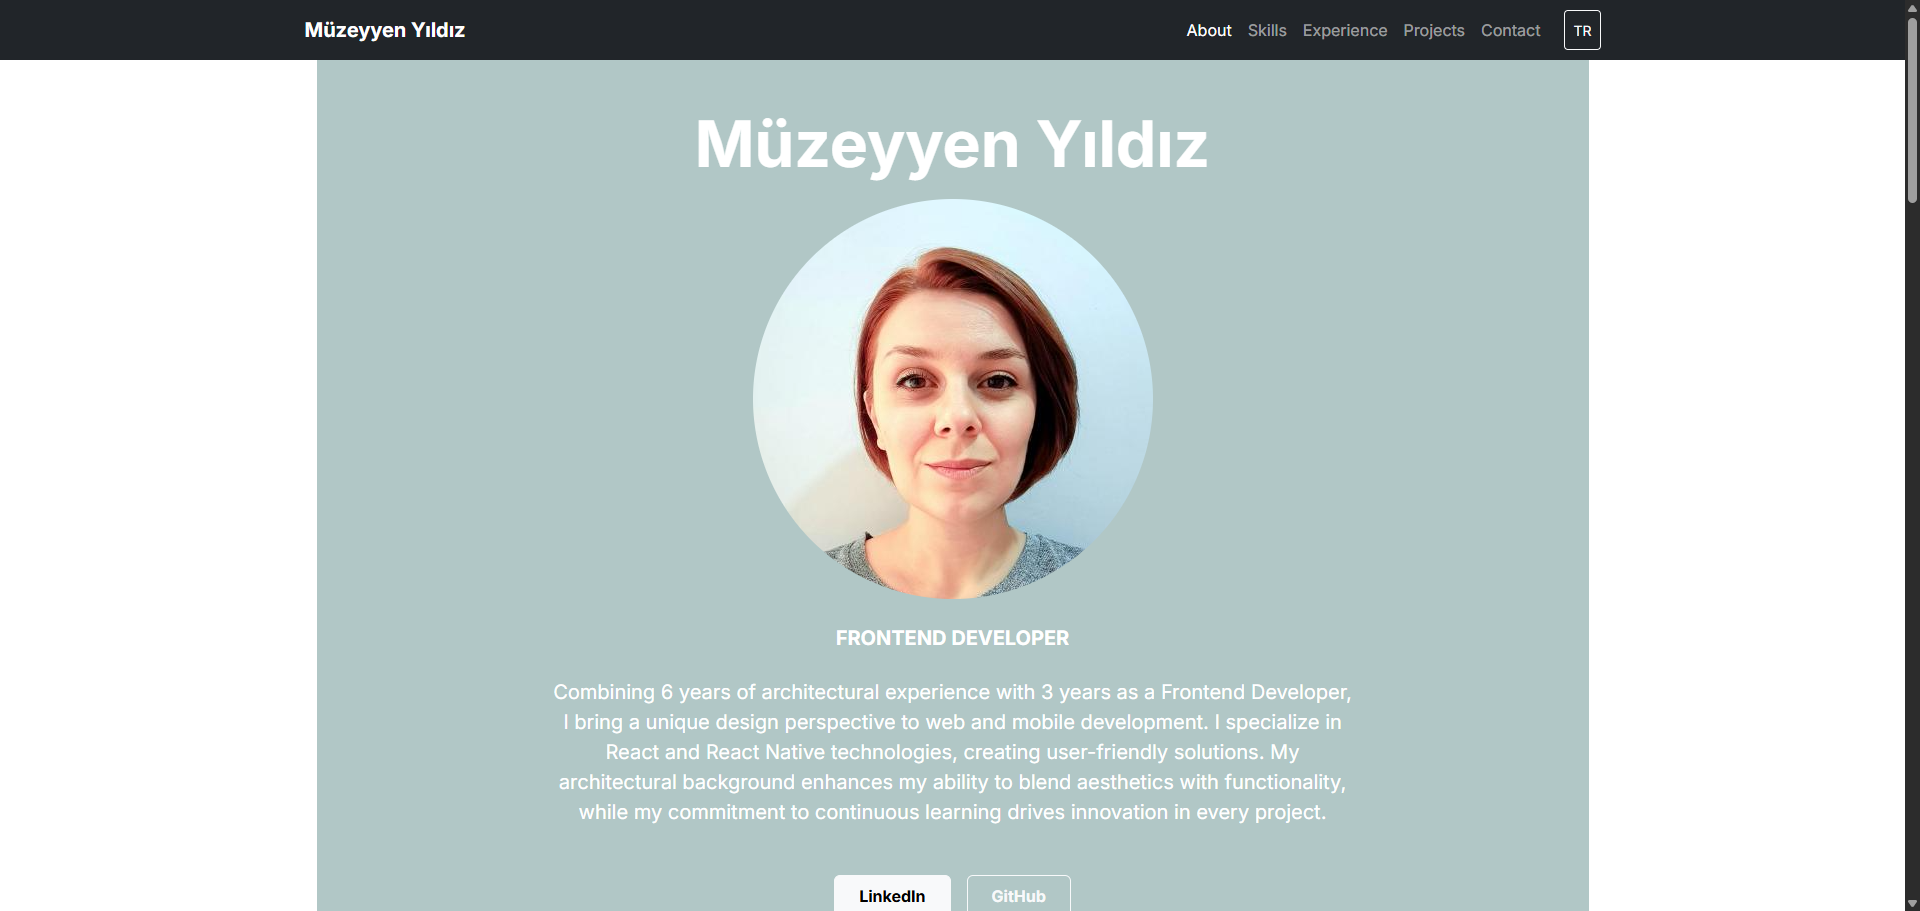 Müzeyyen Yıldız
About Skills Experience Projects Contact TR
Müzeyyen Yıldız
FRONTEND DEVELOPER
Combining 6 years of architectural experience with 3 years as a Frontend Developer,
I bring a unique design perspective to web and mobile development. I specialize in
React and React Native technologies, creating user-friendly solutions. My
architectural background enhances my ability to blend aesthetics with functionality,
while my commitment to continuous learning drives innovation in every project.
LinkedIn GitHub